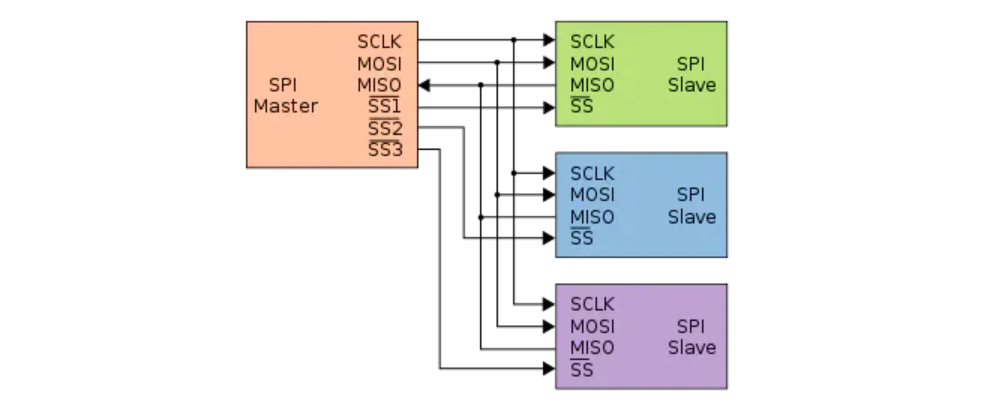 SPI
Master
SCLK
MOSI
MISO
SS1
SS2
SS3
SCLK
MOSI
MISO
SS
SPI
Slave
SCLK
MOSI
MISO
SS
SPI
Slave
SCLK
MOSI
MISO
SS
SPI
Slave